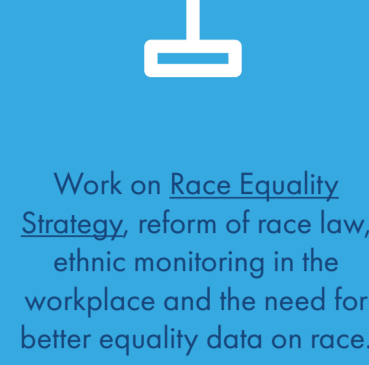 Work on Race Equality
Strategy, reform of race law,
ethnic monitoring in the
workplace and the need for
better equality data on race.